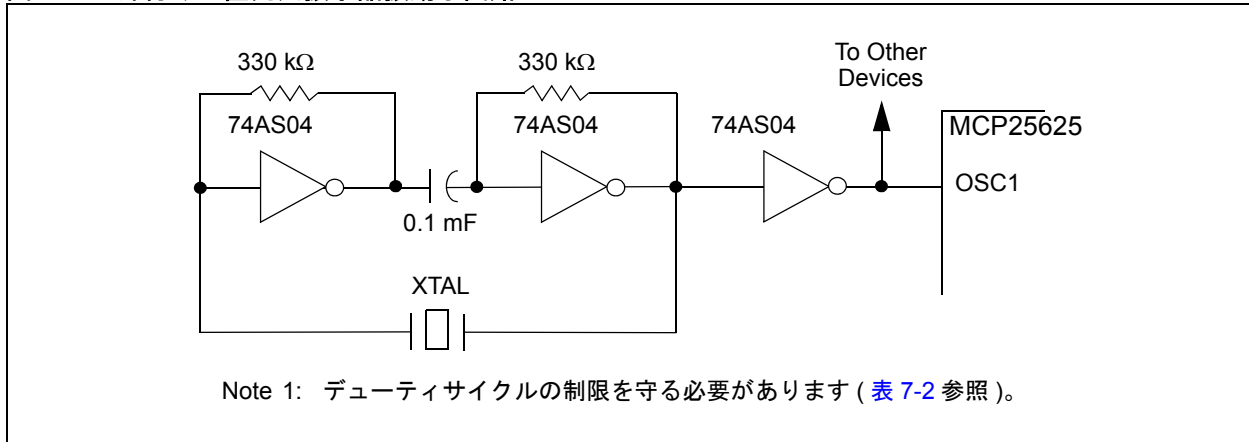 330 kΩ
330 kΩ
To Other
Devices
74AS04
74AS04
74AS04
MCP25625
OSC1
0.1 mF
XTAL
Note 1: デューティサイクルの制限を守る必要があります ( 表 7-2 参照 )。